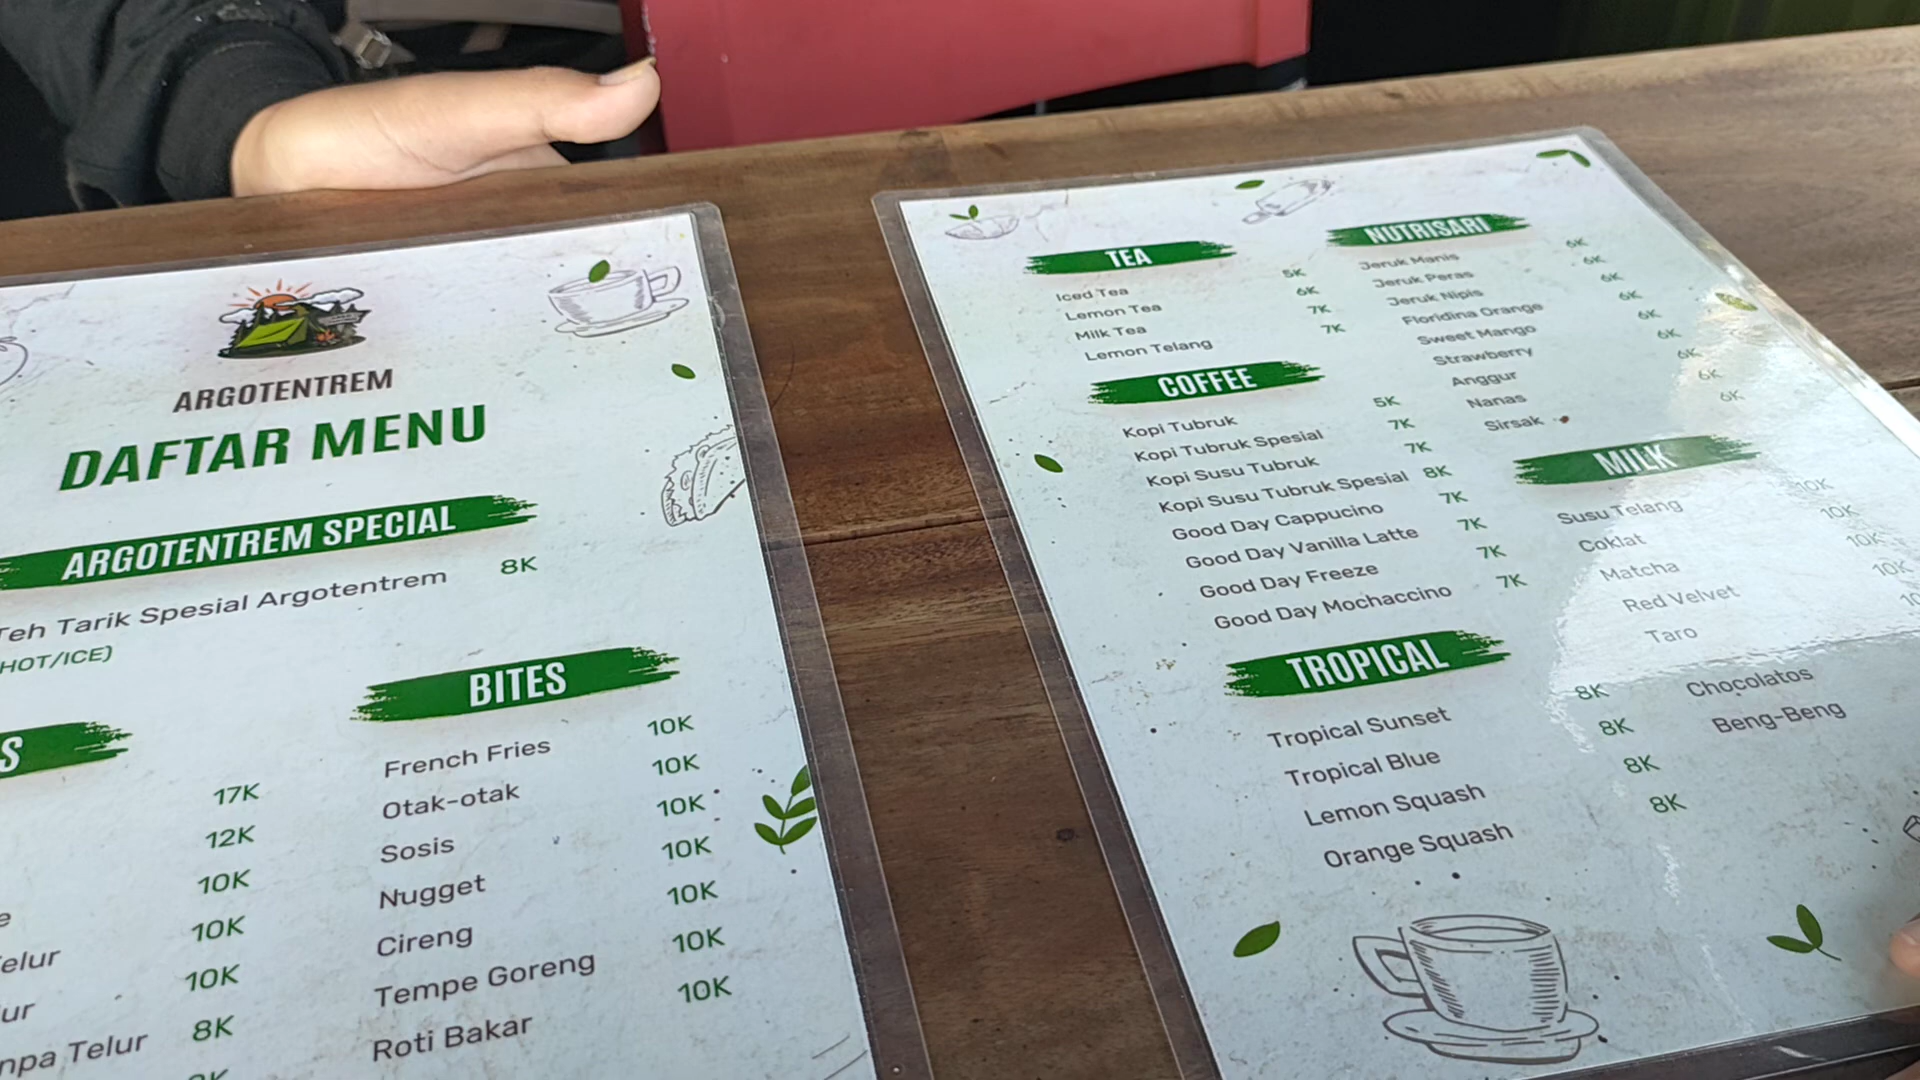 ARGOTENTREM
DAFTAR MENU
ARGOTENTREM SPECIAL
Teh Tarik Spesial Argotentrem 8K
HOT/ICE)
S
17K
12K
10K
e 10K
elur 10K
ur 8K
npa Telur
BITES
French Fries 10K
Otak-otak 10K
Sosis 10K
Nugget 10K
Cireng 10K
Tempe Goreng 10K
Roti Bakar 10K
TEA
Iced Tea 5K
Lemon Tea 6K
Milk Tea 7K
Lemon Telang 7K
COFFEE
Kopi Tubruk 5K
Kopi Tubruk Spesial 7K
Kopi Susu Tubruk 7K
Kopi Susu Tubruk Spesial 8K
Good Day Cappucino 7K
Good Day Vanilla Latte 7K
Good Day Freeze 7K
Good Day Mochaccino 7K
TROPICAL
Tropical Sunset 8K
Tropical Blue 8K
Lemon Squash 8K
Orange Squash 8K
NUTRISARI
Jeruk Manis 6K
Jeruk Peras 6K
Jeruk Nipis 6K
Floridina Orange 6K
Sweet Mango 6K
Strawberry 6K
Anggur 6K
Nanas 6K
Sirsak 6K
MILK
Susu Telang 10K
Coklat 10K
Matcha 10K
Red Velvet 10K
Taro 10
Chocolatos
Beng-Beng